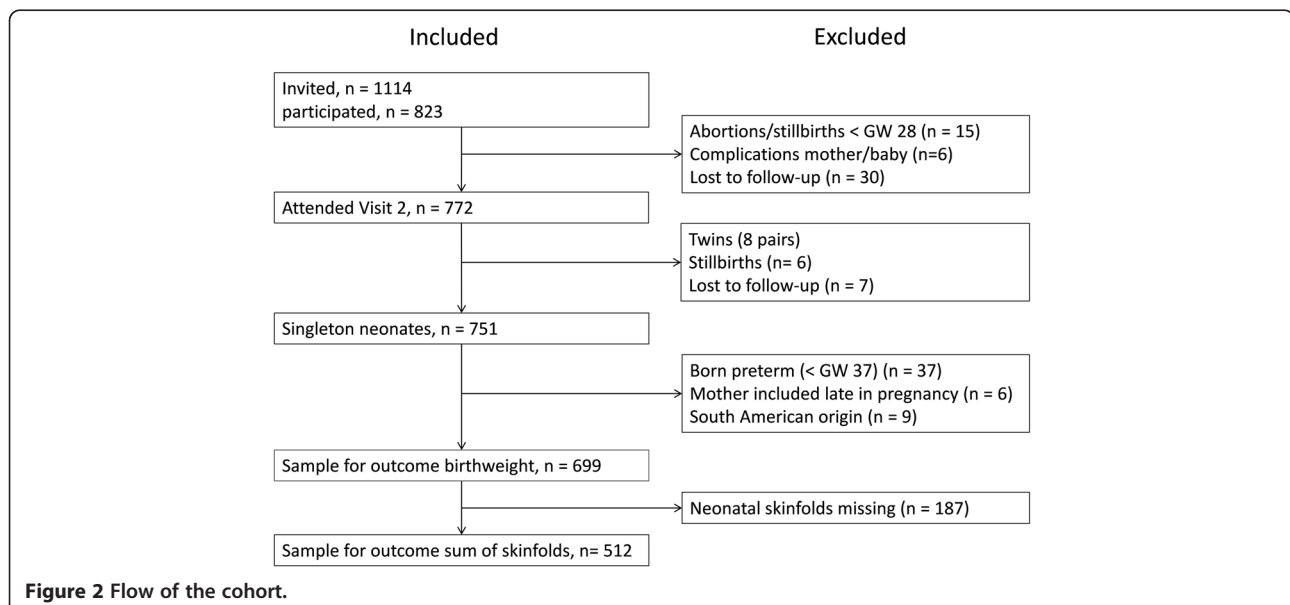 Included
Excluded
Invited, n = 1114
participated, n = 823
Abortions/stillbirths < GW 28 (n = 15)
Complications mother/baby (n=6)
Lost to follow-up (n = 30)
Attended Visit 2, n = 772
Twins (8 pairs)
Stillbirths (n= 6)
Lost to follow-up (n = 7)
Singleton neonates, n = 751
Born preterm (< GW 37) (n = 37)
Mother included late in pregnancy (n = 6)
South American origin (n = 9)
Sample for outcome birthweight, n = 699
Neonatal skinfolds missing (n = 187)
Sample for outcome sum of skinfolds, n= 512
Figure 2 Flow of the cohort.